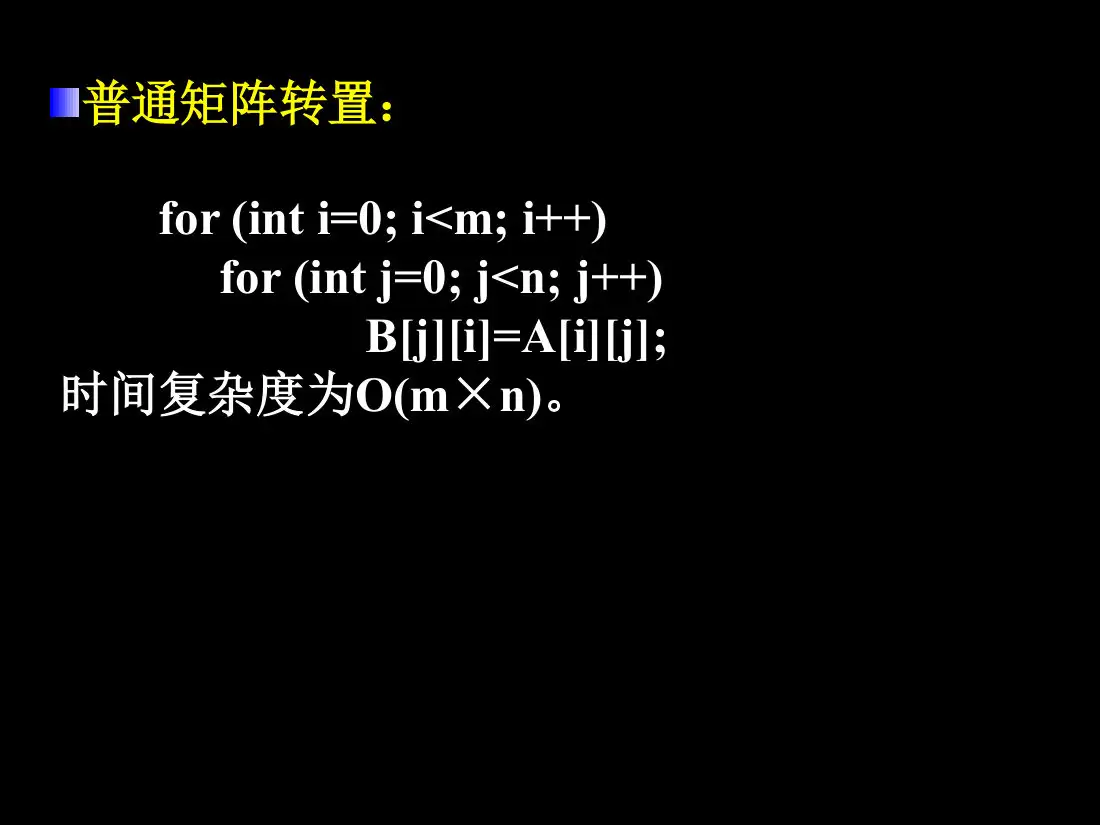 普通矩阵转置：
for (int i=0; i<m; i++)
for (int j=0; j<n; j++)
B[j][i]=A[i][j];
时间复杂度为O(m×n)。